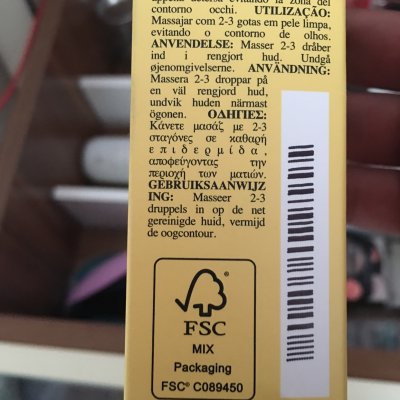 appena detersa evitando la zona del
contorno occhi. UTILIZAÇÃO:
Massajar com 2-3 gotas em pele limpa,
evitando o contorno de olhos.
ANVENDELSE: Masser 2-3 dråber
ind i rengjort hud. Undgå
øjenomgivelserne. ANVÄNDNING:
Massera 2-3 droppar på
en väl rengjord hud,
undvik huden närmast
ögonen. ΟΔΗΓΙΕΣ:
Κάνετε μασάζ με 2-3
σταγόνες σε καθαρή
επιδερμίδα,
αποφεύγοντας την
περιοχή των ματιών.
GEBRUIKSAANWIJZ
ING: Masseer 2-3
druppels in op de net
gereinigde huid, vermijd
de oogcontour.
FSC
MIX
Packaging
FSC® C089450